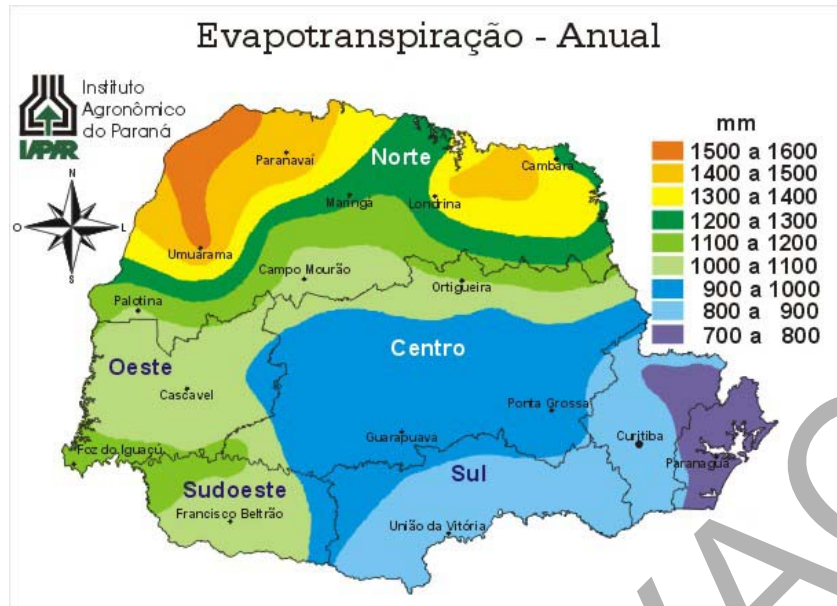 Evapotranspiração - Anual
Instituto
Agronômico
do Paraná
IAPAR
N
O
L
S
mm
1500 a 1600
1400 a 1500
1300 a 1400
1200 a 1300
1100 a 1200
1000 a 1100
900 a 1000
800 a 900
700 a 800
Paranavaí
Norte
Cambará
Maringá
Londrina
Umuarama
Campo Mourão
Ortigueira
Palotina
Oeste
Centro
Cascavel
Ponta Grossa
Guarapuava
Curitiba
Foz do Iguaçú
Paranaguá
Sul
Sudoeste
Francisco Beltrão
União da Vitória